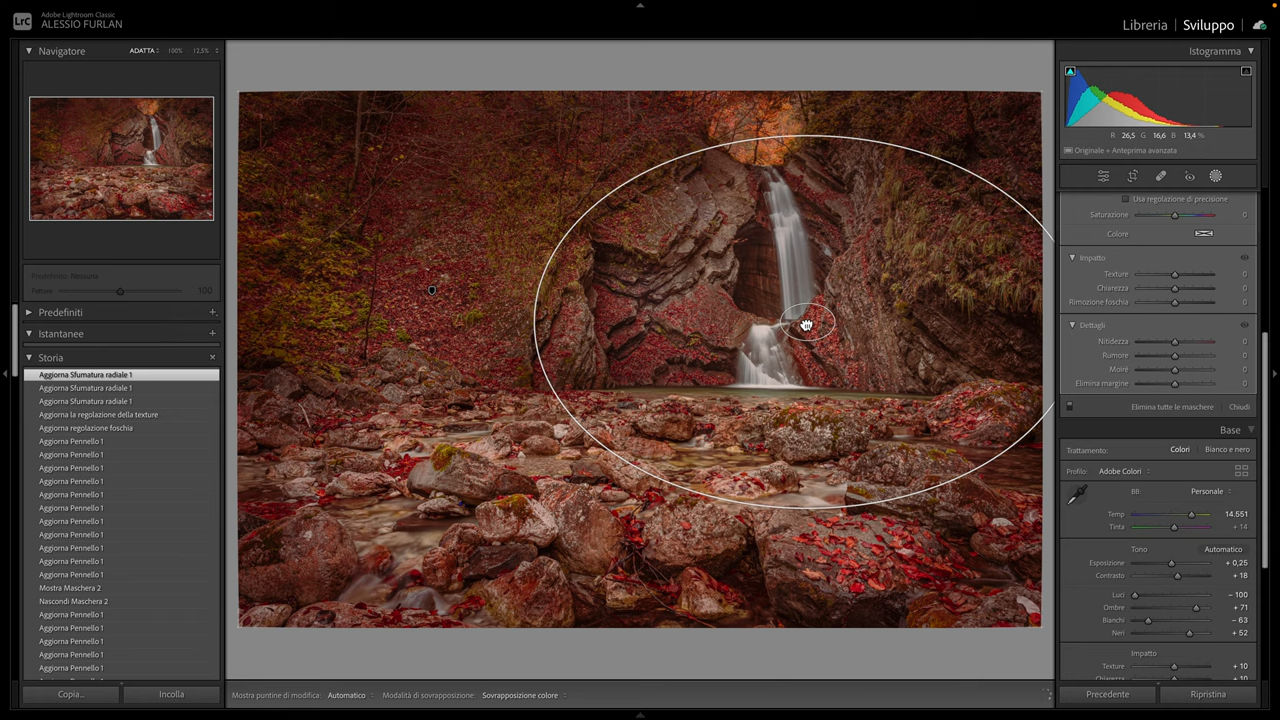 LrC
Adobe Lightroom Classic
ALESSIO FURLAN
Libreria | Sviluppo
Navigatore ADATTA 100% 12,5%
Predefinito: Nessuna
Fattore 100
Predefiniti
Istantanee
Storia
Aggiorna Sfumatura radiale 1
Aggiorna Sfumatura radiale 1
Aggiorna Sfumatura radiale 1
Aggiorna la regolazione della texture
Aggiorna regolazione foschia
Aggiorna Pennello 1
Aggiorna Pennello 1
Aggiorna Pennello 1
Aggiorna Pennello 1
Aggiorna Pennello 1
Aggiorna Pennello 1
Aggiorna Pennello 1
Aggiorna Pennello 1
Aggiorna Pennello 1
Aggiorna Pennello 1
Aggiorna Pennello 1
Mostra Maschera 2
Nascondi Maschera 2
Aggiorna Pennello 1
Aggiorna Pennello 1
Aggiorna Pennello 1
Aggiorna Pennello 1
Aggiorna Pennello 1
Copia... Incolla
Mostra puntine di modifica: Automatico Modalità di sovrapposizione: Sovrapposizione colore
Istogramma
R 26,5 G 16,6 B 13,4 %
Originale + Anteprima avanzata
Usa regolazione di precisione
Saturazione 0
Colore
Impatto
Texture 0
Chiarezza 0
Rimozione foschia 0
Dettagli
Nitidezza 0
Rumore 0
Moiré 0
Elimina margine 0
Elimina tutte le maschere Chiudi
Base
Trattamento: Colori Bianco e nero
Profilo: Adobe Colori
BB: Personale
Temp 14.551
Tinta + 14
Tono Automatico
Esposizione + 0,25
Contrasto + 18
Luci − 100
Ombre + 71
Bianchi − 63
Neri + 52
Impatto
Texture + 10
Chiarezza + 10
Precedente Ripristina